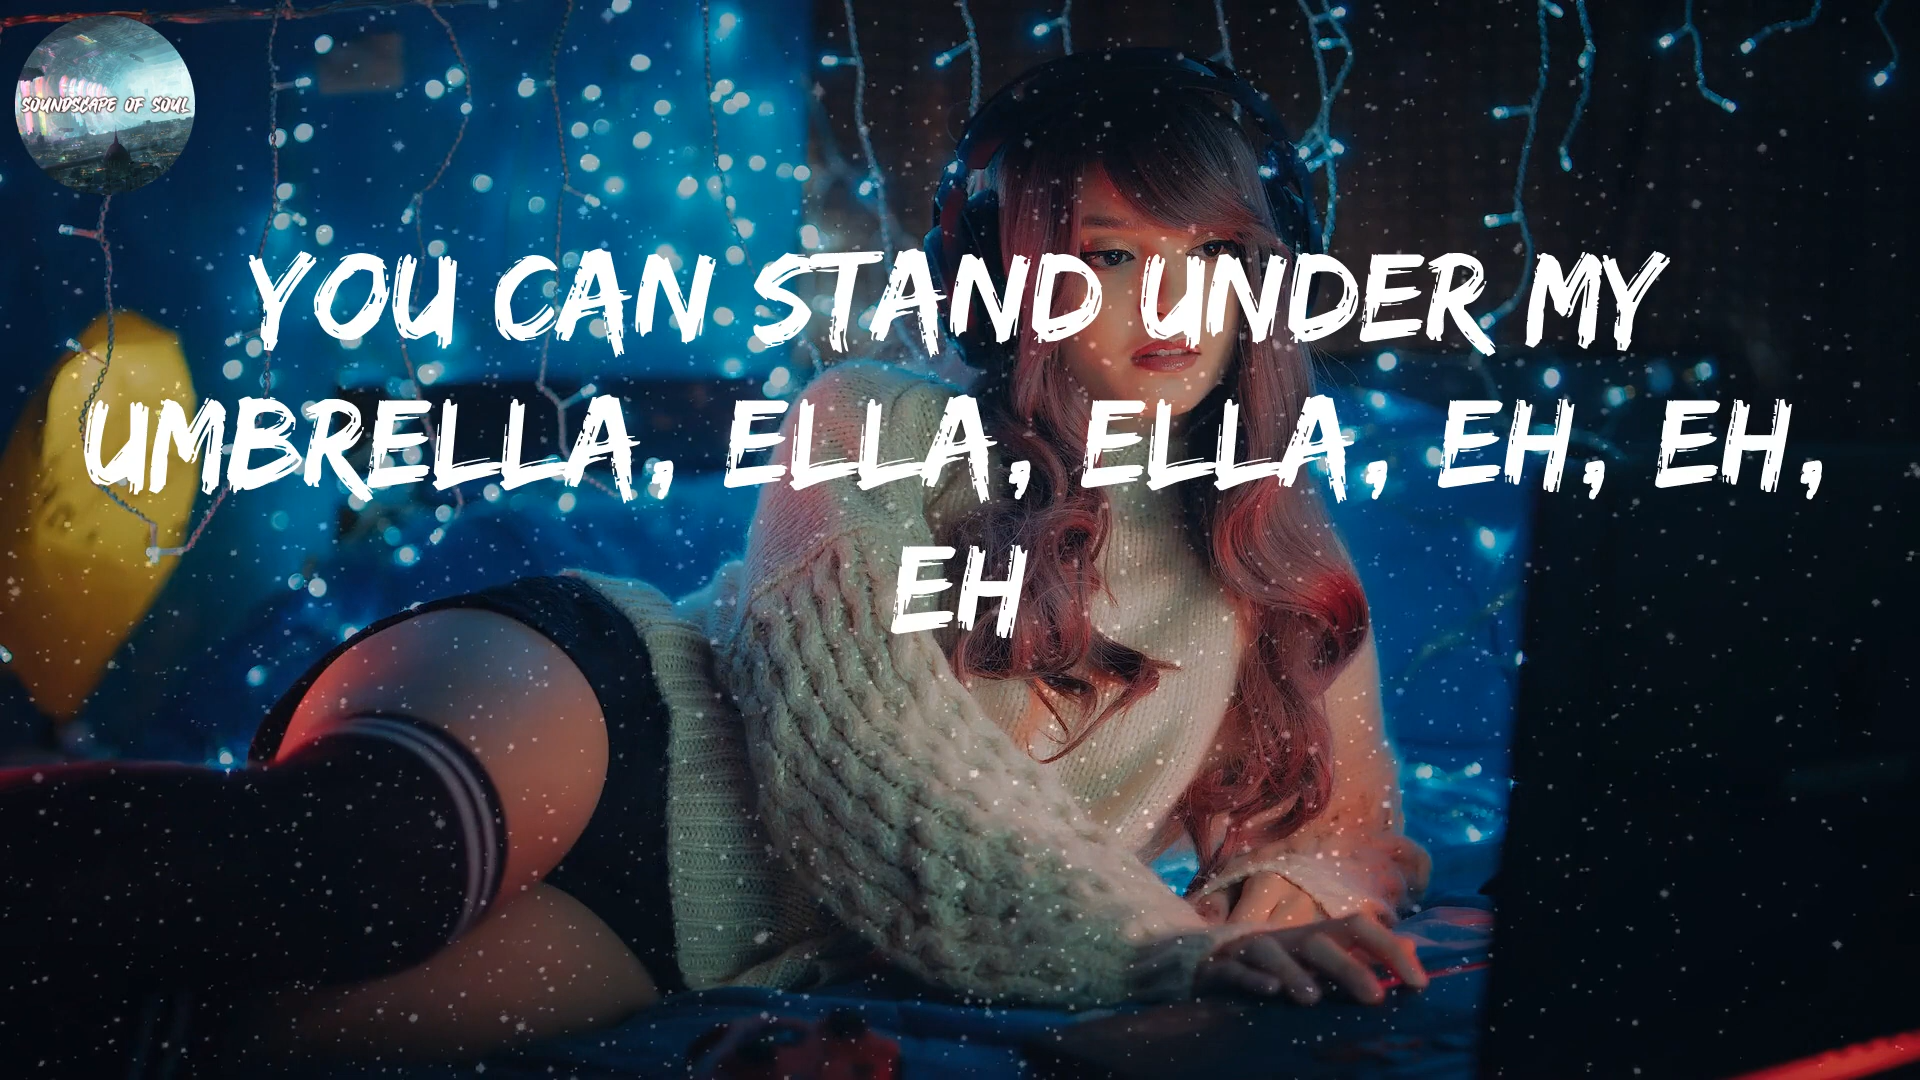 SOUNDSCAPE OF SOUL
YOU CAN STAND UNDER MY
UMBRELLA, ELLA, ELLA, EH, EH,
EH